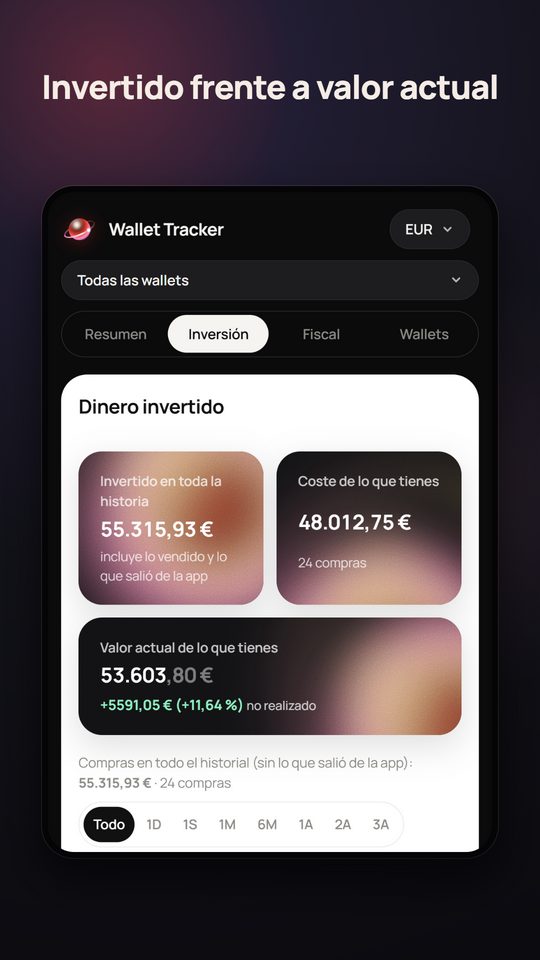 Invertido frente a valor actual
Wallet Tracker
EUR
Todas las wallets
Resumen
Inversión
Fiscal
Wallets
Dinero invertido
Invertido en toda la
historia
55.315,93 €
incluye lo vendido y lo
que salió de la app
Coste de lo que tienes
48.012,75 €
24 compras
Valor actual de lo que tienes
53.603,80 €
+5591,05 € (+11,64 %) no realizado
Compras en todo el historial (sin lo que salió de la app):
55.315,93 € · 24 compras
Todo 1D 1S 1M 6M 1A 2A 3A